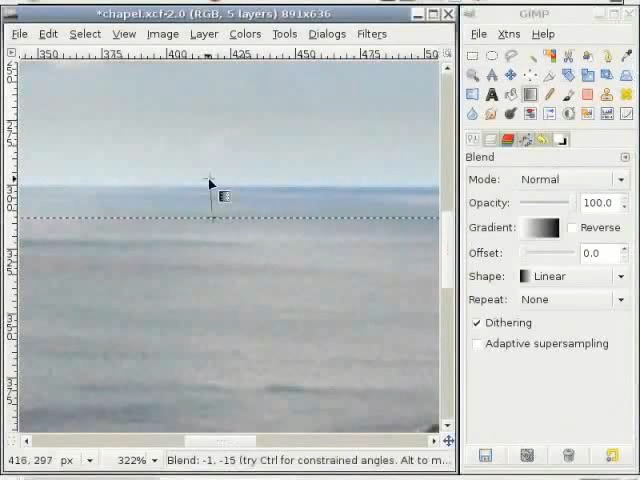 *chapel.xcf-2.0 (RGB, 5 layers) 891x636
GIMP
File Edit Select View Image Layer Colors Tools Dialogs Filters
File Xtns Help
350 375 400 425 450 475 50
Blend
Mode: Normal
Opacity: 100.0
Gradient: Reverse
Offset: 0.0
Shape: Linear
Repeat: None
Dithering
Adaptive supersampling
416, 297 px 322% Blend: -1, -15 (try Ctrl for constrained angles. Alt to m...